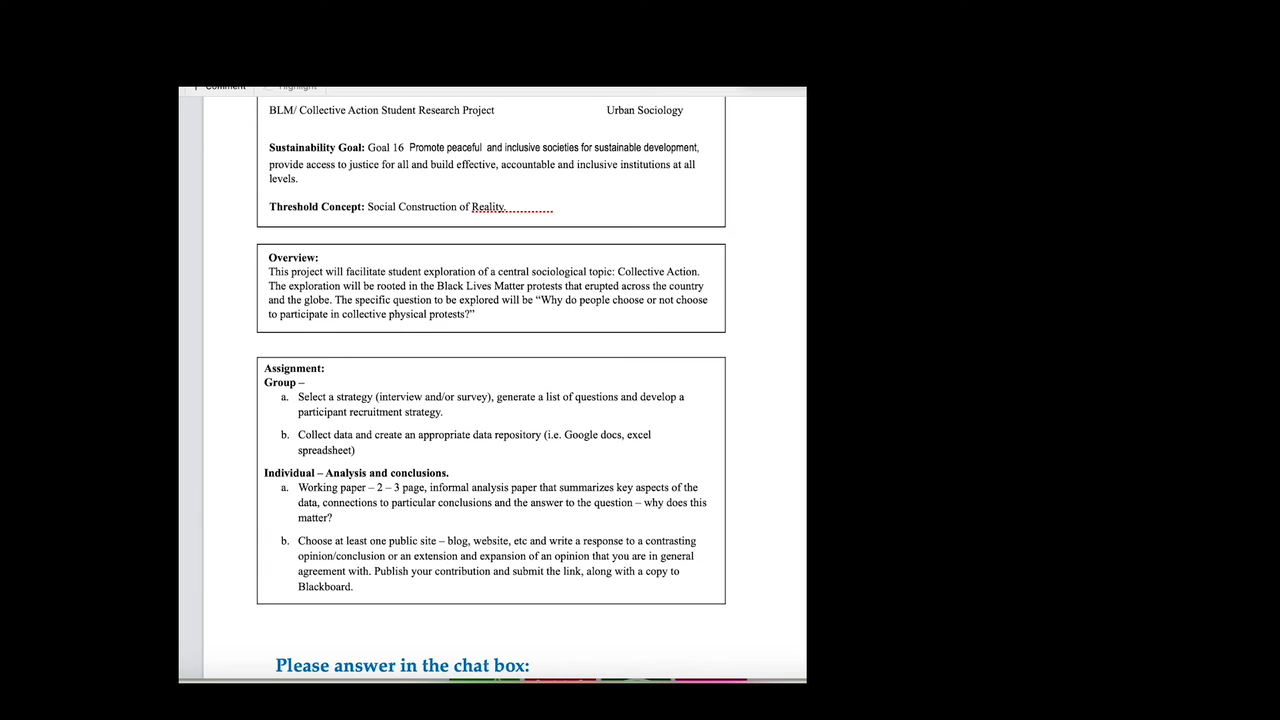 Comment Highlight
BLM/ Collective Action Student Research Project Urban Sociology
Sustainability Goal: Goal 16 Promote peaceful and inclusive societies for sustainable development,
provide access to justice for all and build effective, accountable and inclusive institutions at all
levels.
Threshold Concept: Social Construction of Reality.
Overview:
This project will facilitate student exploration of a central sociological topic: Collective Action.
The exploration will be rooted in the Black Lives Matter protests that erupted across the country
and the globe. The specific question to be explored will be “Why do people choose or not choose
to participate in collective physical protests?”
Assignment:
Group –
a. Select a strategy (interview and/or survey), generate a list of questions and develop a
participant recruitment strategy.
b. Collect data and create an appropriate data repository (i.e. Google docs, excel
spreadsheet)
Individual – Analysis and conclusions.
a. Working paper – 2 – 3 page, informal analysis paper that summarizes key aspects of the
data, connections to particular conclusions and the answer to the question – why does this
matter?
b. Choose at least one public site – blog, website, etc and write a response to a contrasting
opinion/conclusion or an extension and expansion of an opinion that you are in general
agreement with. Publish your contribution and submit the link, along with a copy to
Blackboard.
Please answer in the chat box: